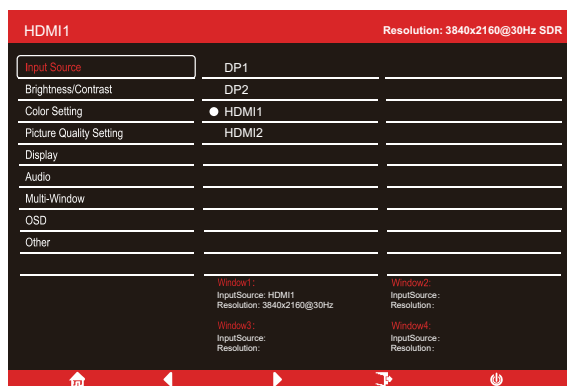 HDMI1
Resolution: 3840x2160@30Hz SDR
Input Source
DP1
Brightness/Contrast
DP2
Color Setting
HDMI1
Picture Quality Setting
HDMI2
Display
Audio
Multi-Window
OSD
Other
Window1:
InputSource: HDMI1
Resolution: 3840x2160@30Hz
Window2:
InputSource:
Resolution:
Window3:
InputSource:
Resolution:
Window4:
InputSource:
Resolution: